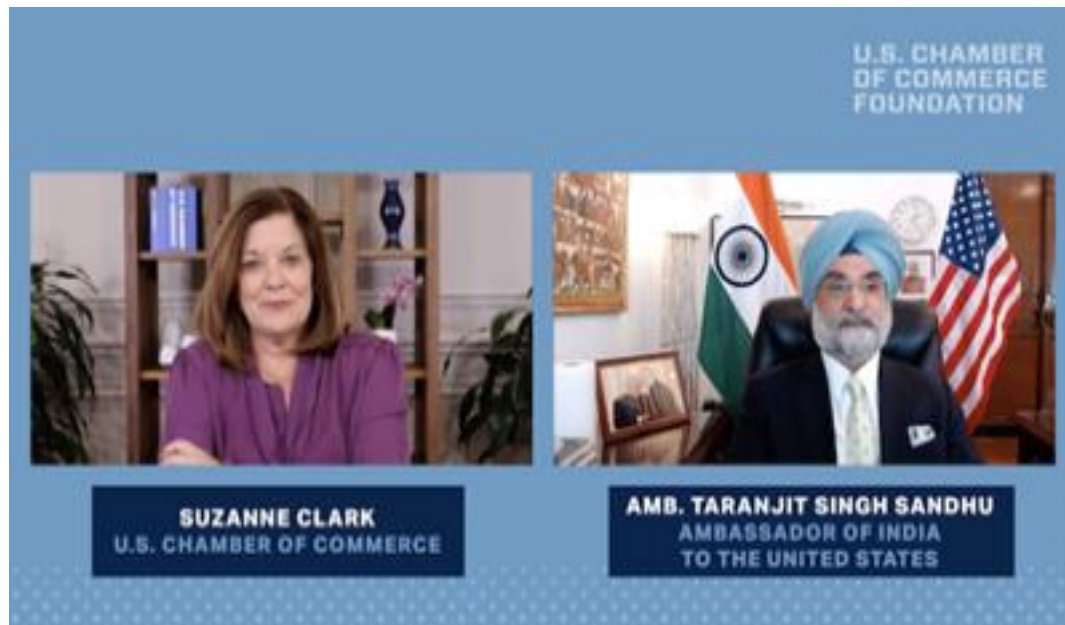 U.S. CHAMBER
OF COMMERCE
FOUNDATION
SUZANNE CLARK
U.S. CHAMBER OF COMMERCE
AMB. TARANJIT SINGH SANDHU
AMBASSADOR OF INDIA
TO THE UNITED STATES